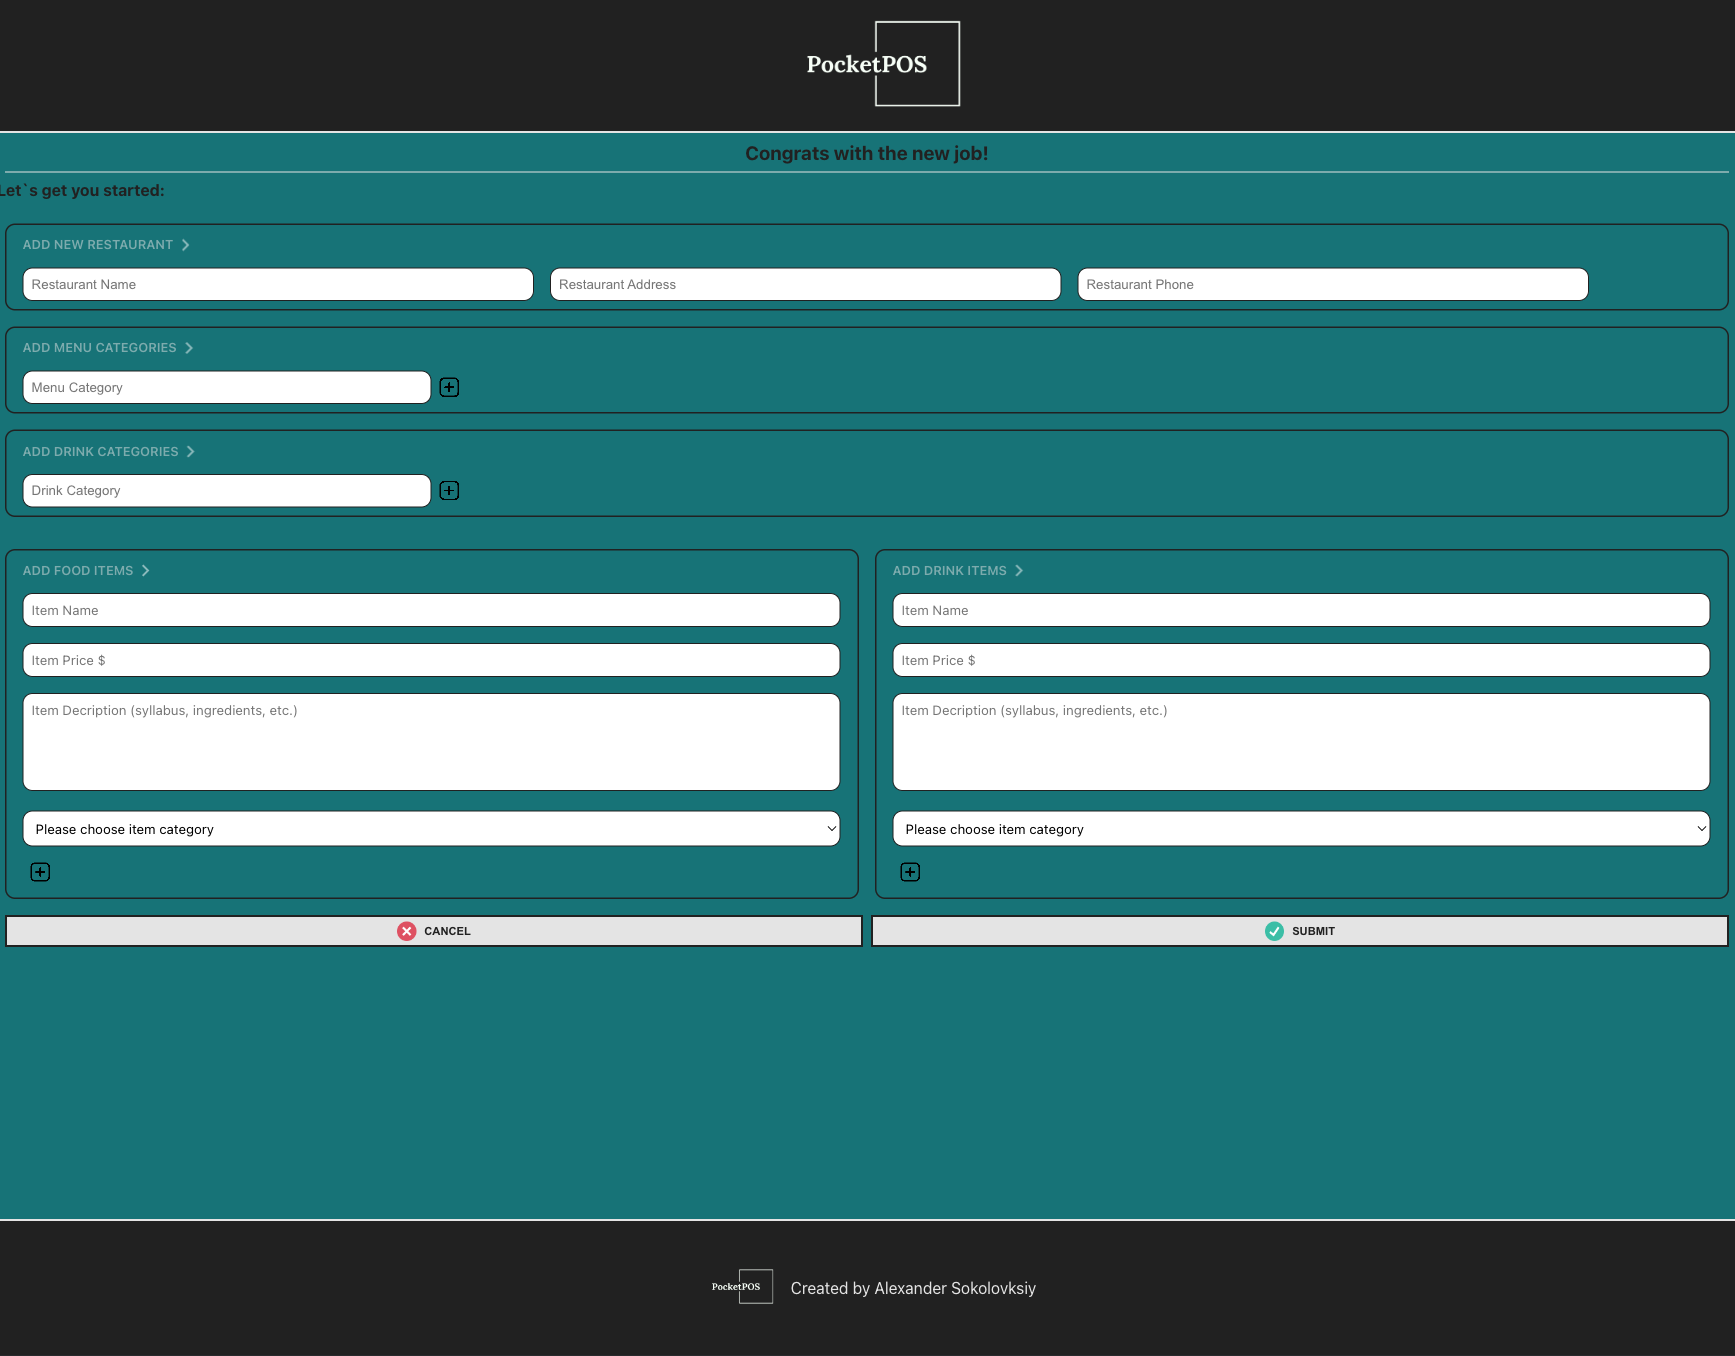 PocketPOS
Congrats with the new job!
Let`s get you started:
ADD NEW RESTAURANT
Restaurant Name
Restaurant Address
Restaurant Phone
ADD MENU CATEGORIES
Menu Category
ADD DRINK CATEGORIES
Drink Category
ADD FOOD ITEMS
Item Name
Item Price $
Item Decription (syllabus, ingredients, etc.)
Please choose item category
ADD DRINK ITEMS
Item Name
Item Price $
Item Decription (syllabus, ingredients, etc.)
Please choose item category
CANCEL
SUBMIT
PocketPOS
Created by Alexander Sokolovksiy